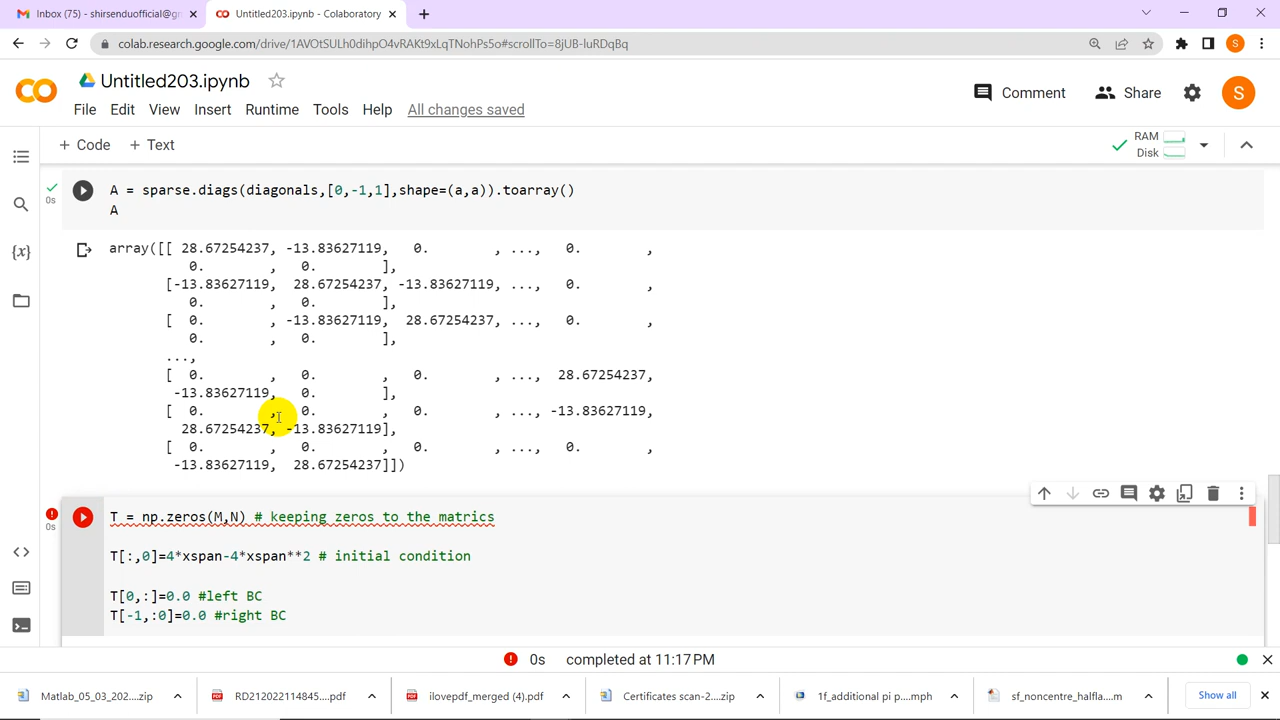 Inbox (75) - shirsenduofficial@gm
Untitled203.ipynb - Colaboratory
colab.research.google.com/drive/1AVOtSULh0dihpO4vRAKt9xLqTNohPs5o#scrollTo=8jUB-luRDqBq
S
Untitled203.ipynb
File Edit View Insert Runtime Tools Help All changes saved
Comment Share S
+ Code + Text
RAM
Disk
A = sparse.diags(diagonals,[0,-1,1],shape=(a,a)).toarray()
0s
A
array([[ 28.67254237, -13.83627119, 0. , ..., 0. ,
0. , 0. ],
[-13.83627119, 28.67254237, -13.83627119, ..., 0. ,
0. , 0. ],
[ 0. , -13.83627119, 28.67254237, ..., 0. ,
0. , 0. ],
...,
[ 0. , 0. , 0. , ..., 28.67254237,
-13.83627119, 0. ],
[ 0. , 0. , 0. , ..., -13.83627119,
28.67254237, -13.83627119],
[ 0. , 0. , 0. , ..., 0. ,
-13.83627119, 28.67254237]])
T = np.zeros(M,N) # keeping zeros to the matrics
0s
T[:,0]=4*xspan-4*xspan**2 # initial condition
T[0,:]=0.0 #left BC
T[-1,:0]=0.0 #right BC
0s completed at 11:17 PM
Matlab_05_03_202....zip
RD212022114845....pdf
ilovepdf_merged (4).pdf
Certificates scan-2....zip
1f_additional pi p....mph
sf_noncentre_halfla....m
Show all